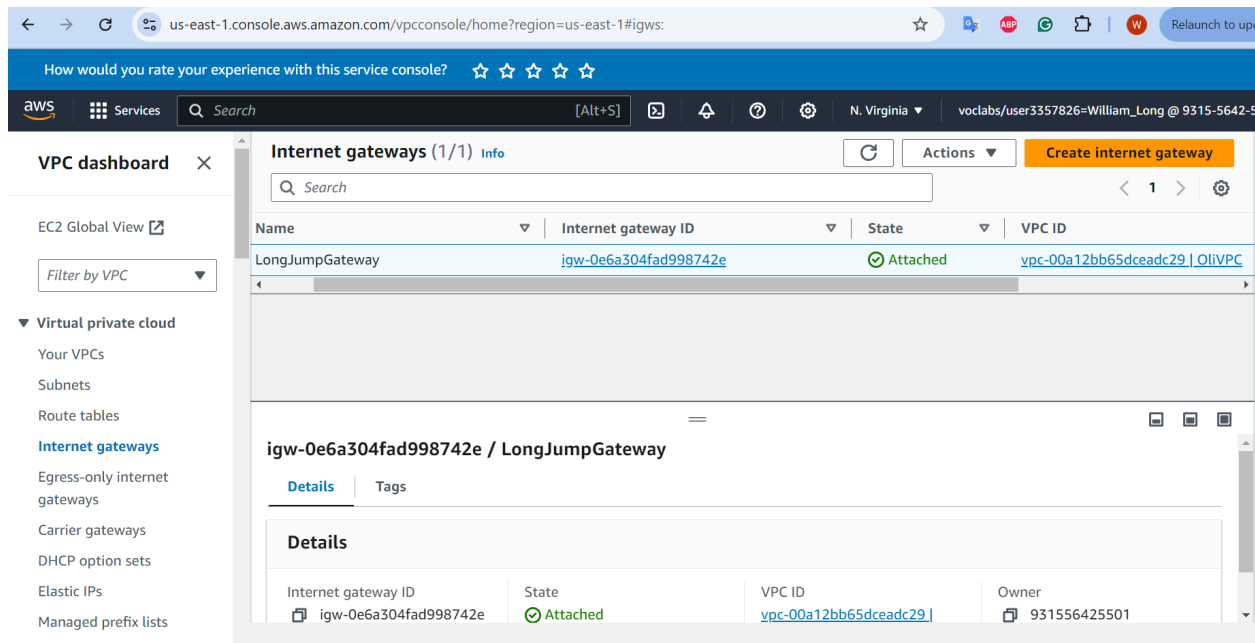 us-east-1.console.aws.amazon.com/vpcconsole/home?region=us-east-1#igws:
ABP
G
W
Relaunch to
How would you rate your experience with this service console?
aws
Services
Search
[Alt+S]
N. Virginia
voclabs/user3357826=William_Long @ 9315-5642-5
VPC dashboard
EC2 Global View
Filter by VPC
Virtual private cloud
Your VPCs
Subnets
Route tables
Internet gateways
Egress-only internet
gateways
Carrier gateways
DHCP option sets
Elastic IPs
Managed prefix lists
Internet gateways (1/1) Info
Actions
Create internet gateway
Search
1
Name Internet gateway ID State VPC ID
LongJumpGateway igw-0e6a304fad998742e Attached vpc-00a12bb65dceadc29 | OliVPC
igw-0e6a304fad998742e / LongJumpGateway
Details Tags
Details
Internet gateway ID State VPC ID Owner
igw-0e6a304fad998742e Attached vpc-00a12bb65dceadc29 | 931556425501